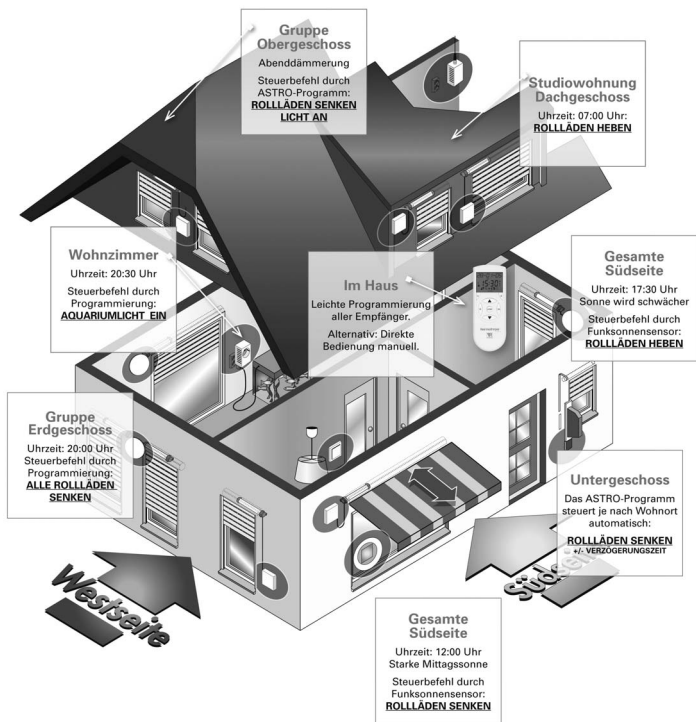 Gruppe
Obergeschoss
Abenddämmerung
Steuerbefehl durch
ASTRO-Programm:
ROLLLÄDEN SENKEN
LICHT AN
Studiowohnung
Dachgeschoss
Uhrzeit: 07:00 Uhr:
ROLLLÄDEN HEBEN
Wohnzimmer
Uhrzeit: 20:30 Uhr
Steuerbefehl durch
Programmierung:
AQUARIUMLICHT EIN
Im Haus
Leichte Programmierung
aller Empfänger.
Alternativ: Direkte
Bedienung manuell.
Gesamte
Südseite
Uhrzeit: 17:30 Uhr
Sonne wird schwächer
Steuerbefehl durch
Funksonnensensor:
ROLLLÄDEN HEBEN
Gruppe
Erdgeschoss
Uhrzeit: 20:00 Uhr
Steuerbefehl durch
Programmierung:
ALLE ROLLLÄDEN
SENKEN
Untergeschoss
Das ASTRO-Programm
steuert je nach Wohnort
automatisch:
ROLLLÄDEN SENKEN
+/- VERZÖGERUNGSZEIT
Westseite
Südseite
Gesamte
Südseite
Uhrzeit: 12:00 Uhr
Starke Mittagssonne
Steuerbefehl durch
Funksonnensensor:
ROLLLÄDEN SENKEN